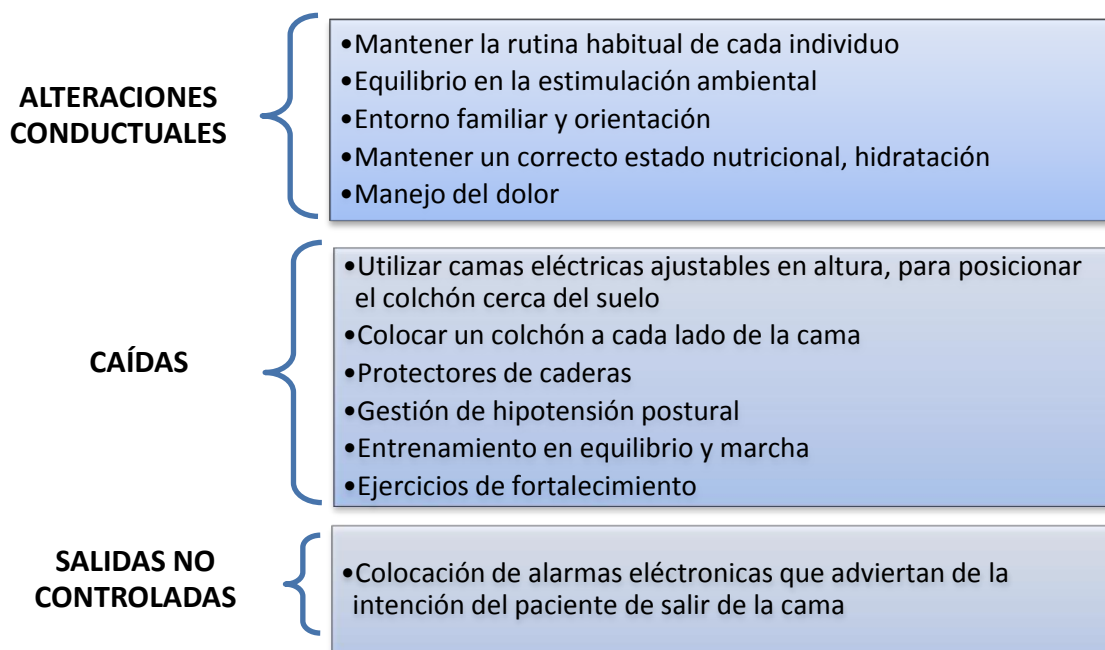 ALTERACIONES
CONDUCTUALES
•Mantener la rutina habitual de cada individuo
•Equilibrio en la estimulación ambiental
•Entorno familiar y orientación
•Mantener un correcto estado nutricional, hidratación
•Manejo del dolor
CAÍDAS
•Utilizar camas eléctricas ajustables en altura, para posicionar
el colchón cerca del suelo
•Colocar un colchón a cada lado de la cama
•Protectores de caderas
•Gestión de hipotensión postural
•Entrenamiento en equilibrio y marcha
•Ejercicios de fortalecimiento
SALIDAS NO
CONTROLADAS
•Colocación de alarmas eléctronicas que adviertan de la
intención del paciente de salir de la cama